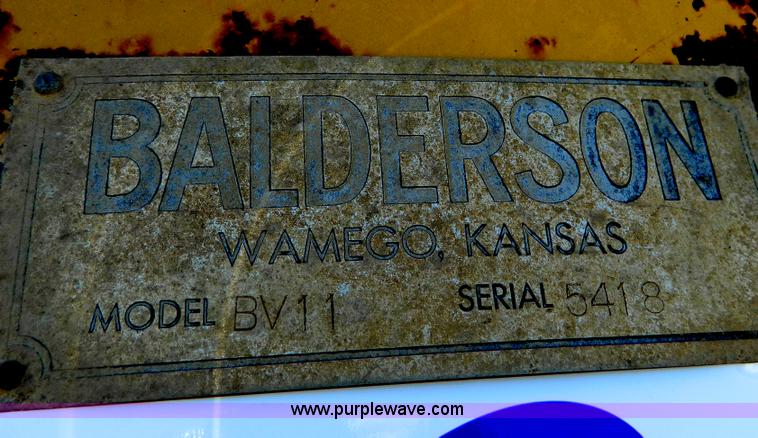 BALDERSON
WAMEGO, KANSAS
MODEL BV11 SERIAL 5418
www.purplewave.com